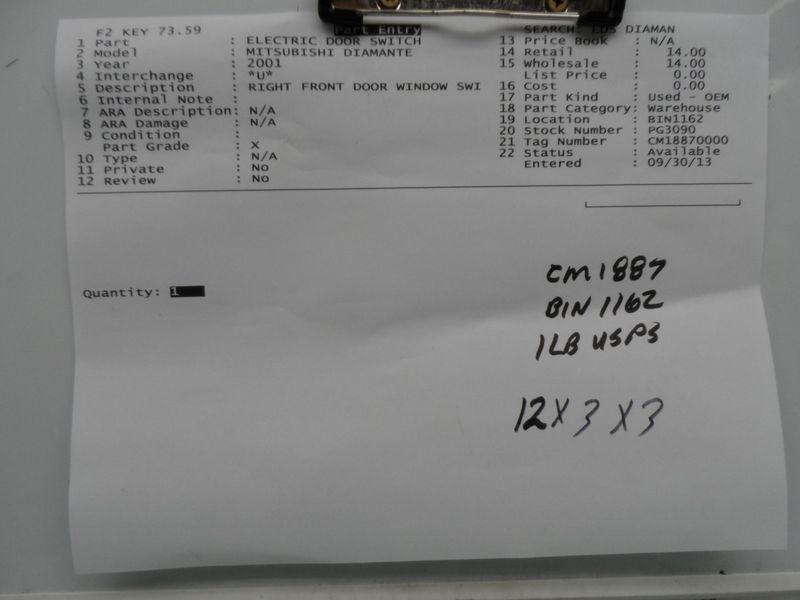 F2 KEY 73.59 Part Entry SEARCH: EDS DIAMAN
1 Part : ELECTRIC DOOR SWITCH 13 Price Book : N/A
2 Model : MITSUBISHI DIAMANTE 14 Retail : 14.00
3 Year : 2001 15 Wholesale : 14.00
4 Interchange : *U* List Price : 0.00
5 Description : RIGHT FRONT DOOR WINDOW SWI 16 Cost : 0.00
6 Internal Note : 17 Part Kind : Used - OEM
7 ARA Description: N/A 18 Part Category: Warehouse
8 ARA Damage : N/A 19 Location : BIN1162
9 Condition : 20 Stock Number : PG3090
Part Grade : X 21 Tag Number : CM18870000
10 Type : N/A 22 Status : Available
11 Private : No Entered : 09/30/13
12 Review : No
Quantity: 1
CM1887
BIN 1162
1LB USPS
12X3X3